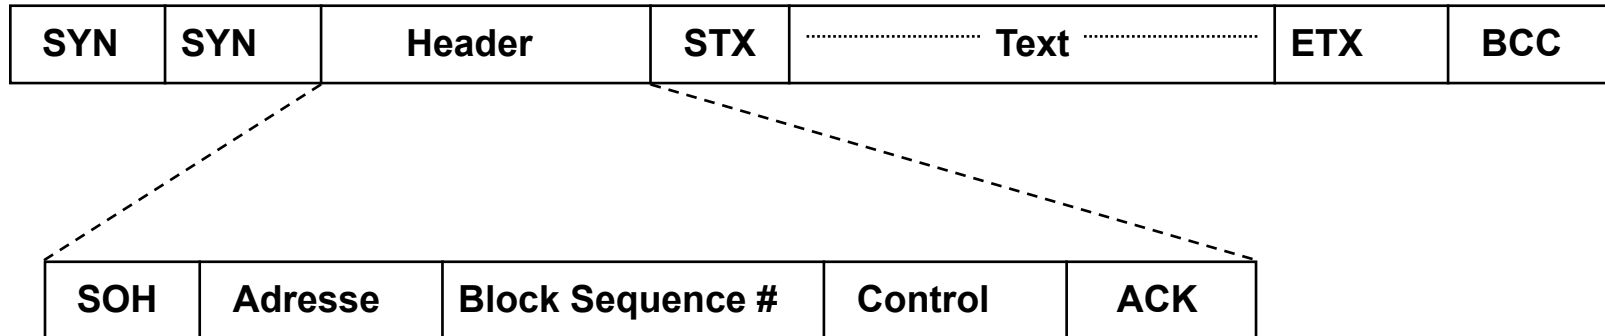 SYN SYN Header STX Text ETX BCC
SOH Adresse Block Sequence # Control ACK